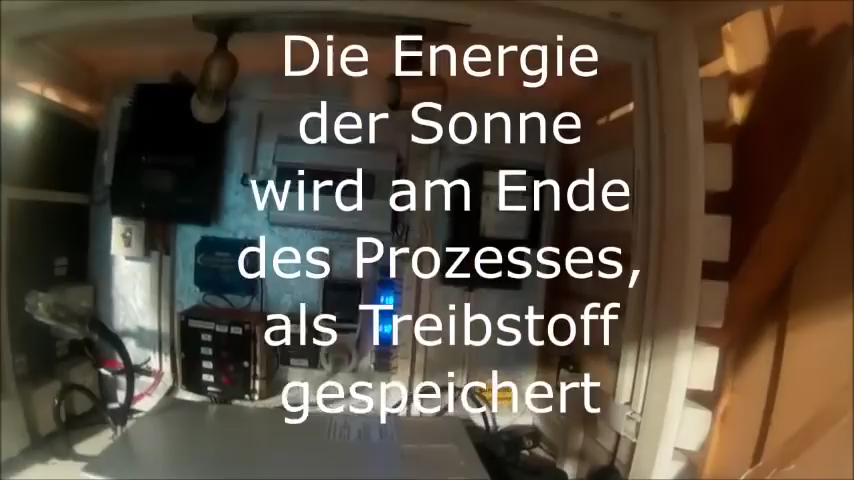 Die Energie
der Sonne
wird am Ende
des Prozesses,
als Treibstoff
gespeichert